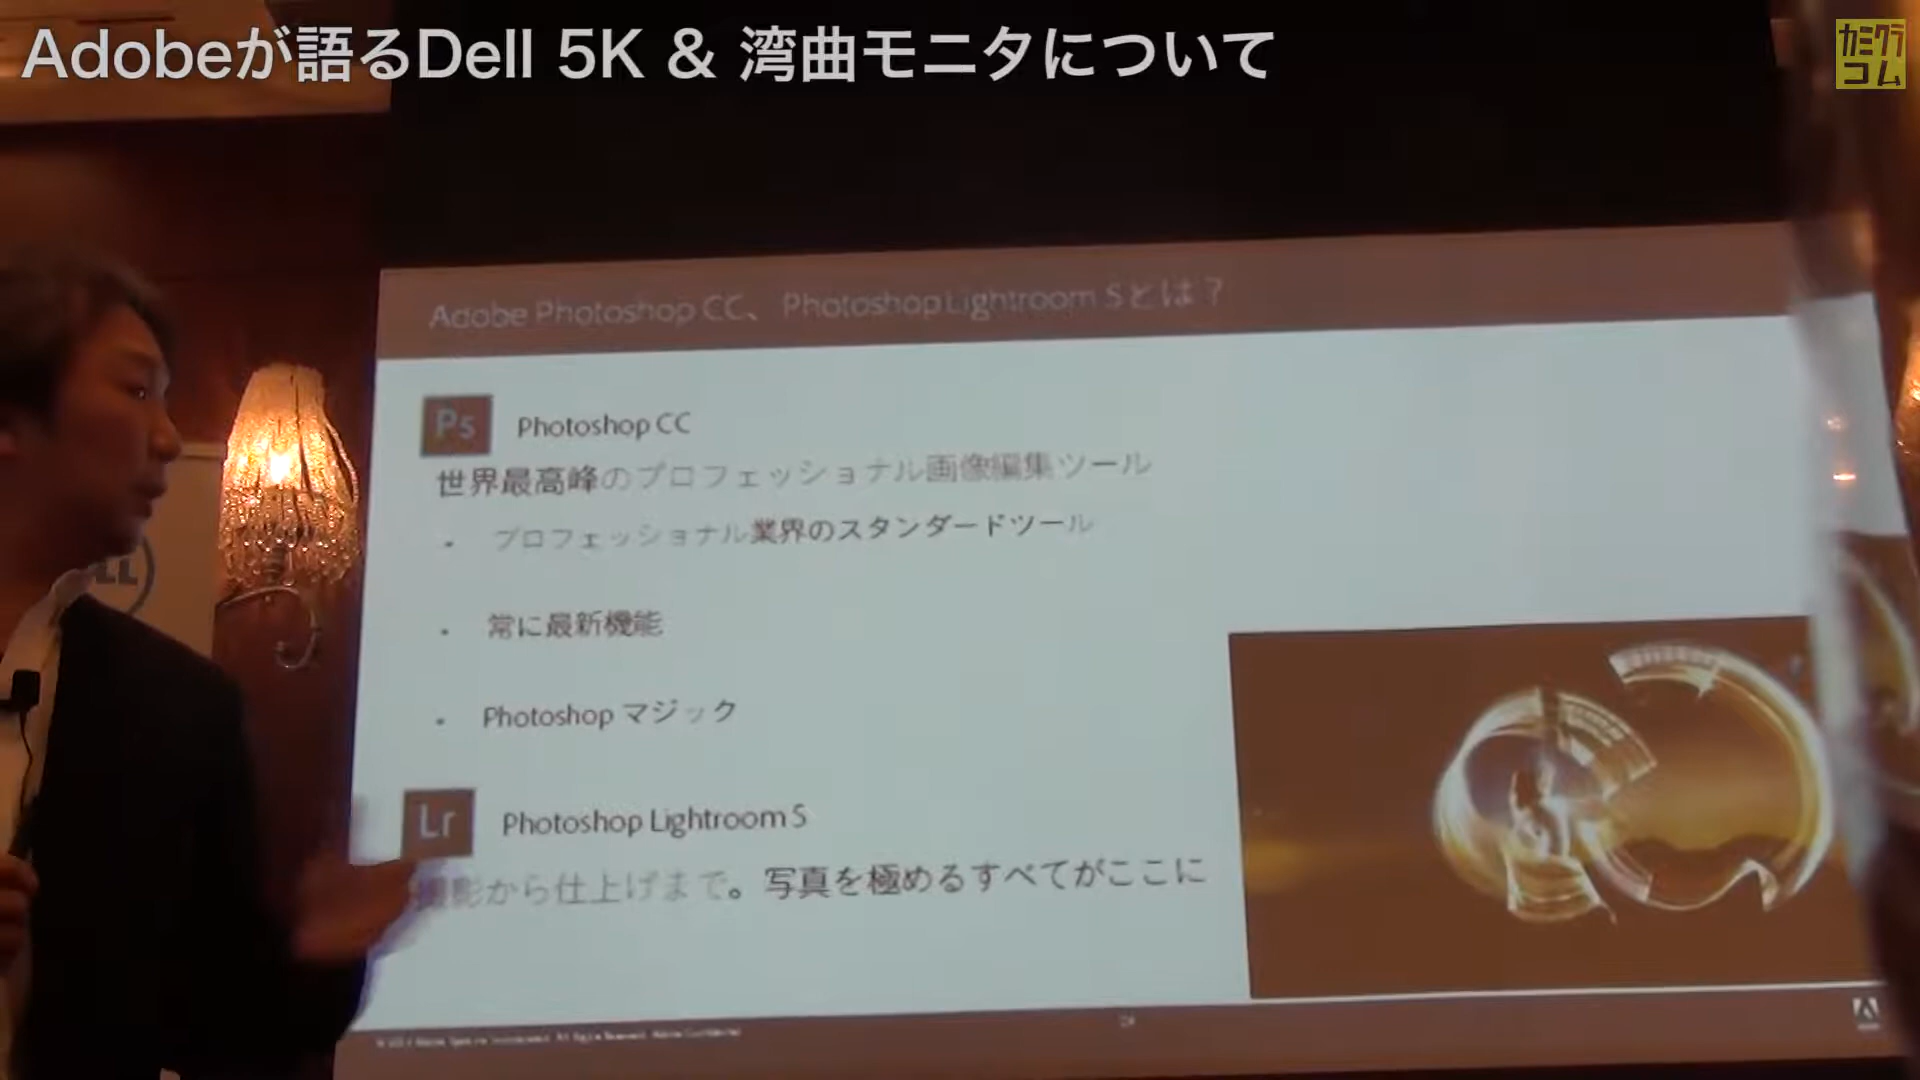 Adobeが語るDell 5K & 湾曲モニタについて
カミクラ
コム
Adobe Photoshop CC、 Photoshop Lightroom 5とは？
Ps Photoshop CC
世界最高峰のプロフェッショナル画像編集ツール
• プロフェッショナル業界のスタンダードツール
• 常に最新機能
• Photoshop マジック
Lr Photoshop Lightroom 5
撮影から仕上げまで。写真を極めるすべてがここに
LL